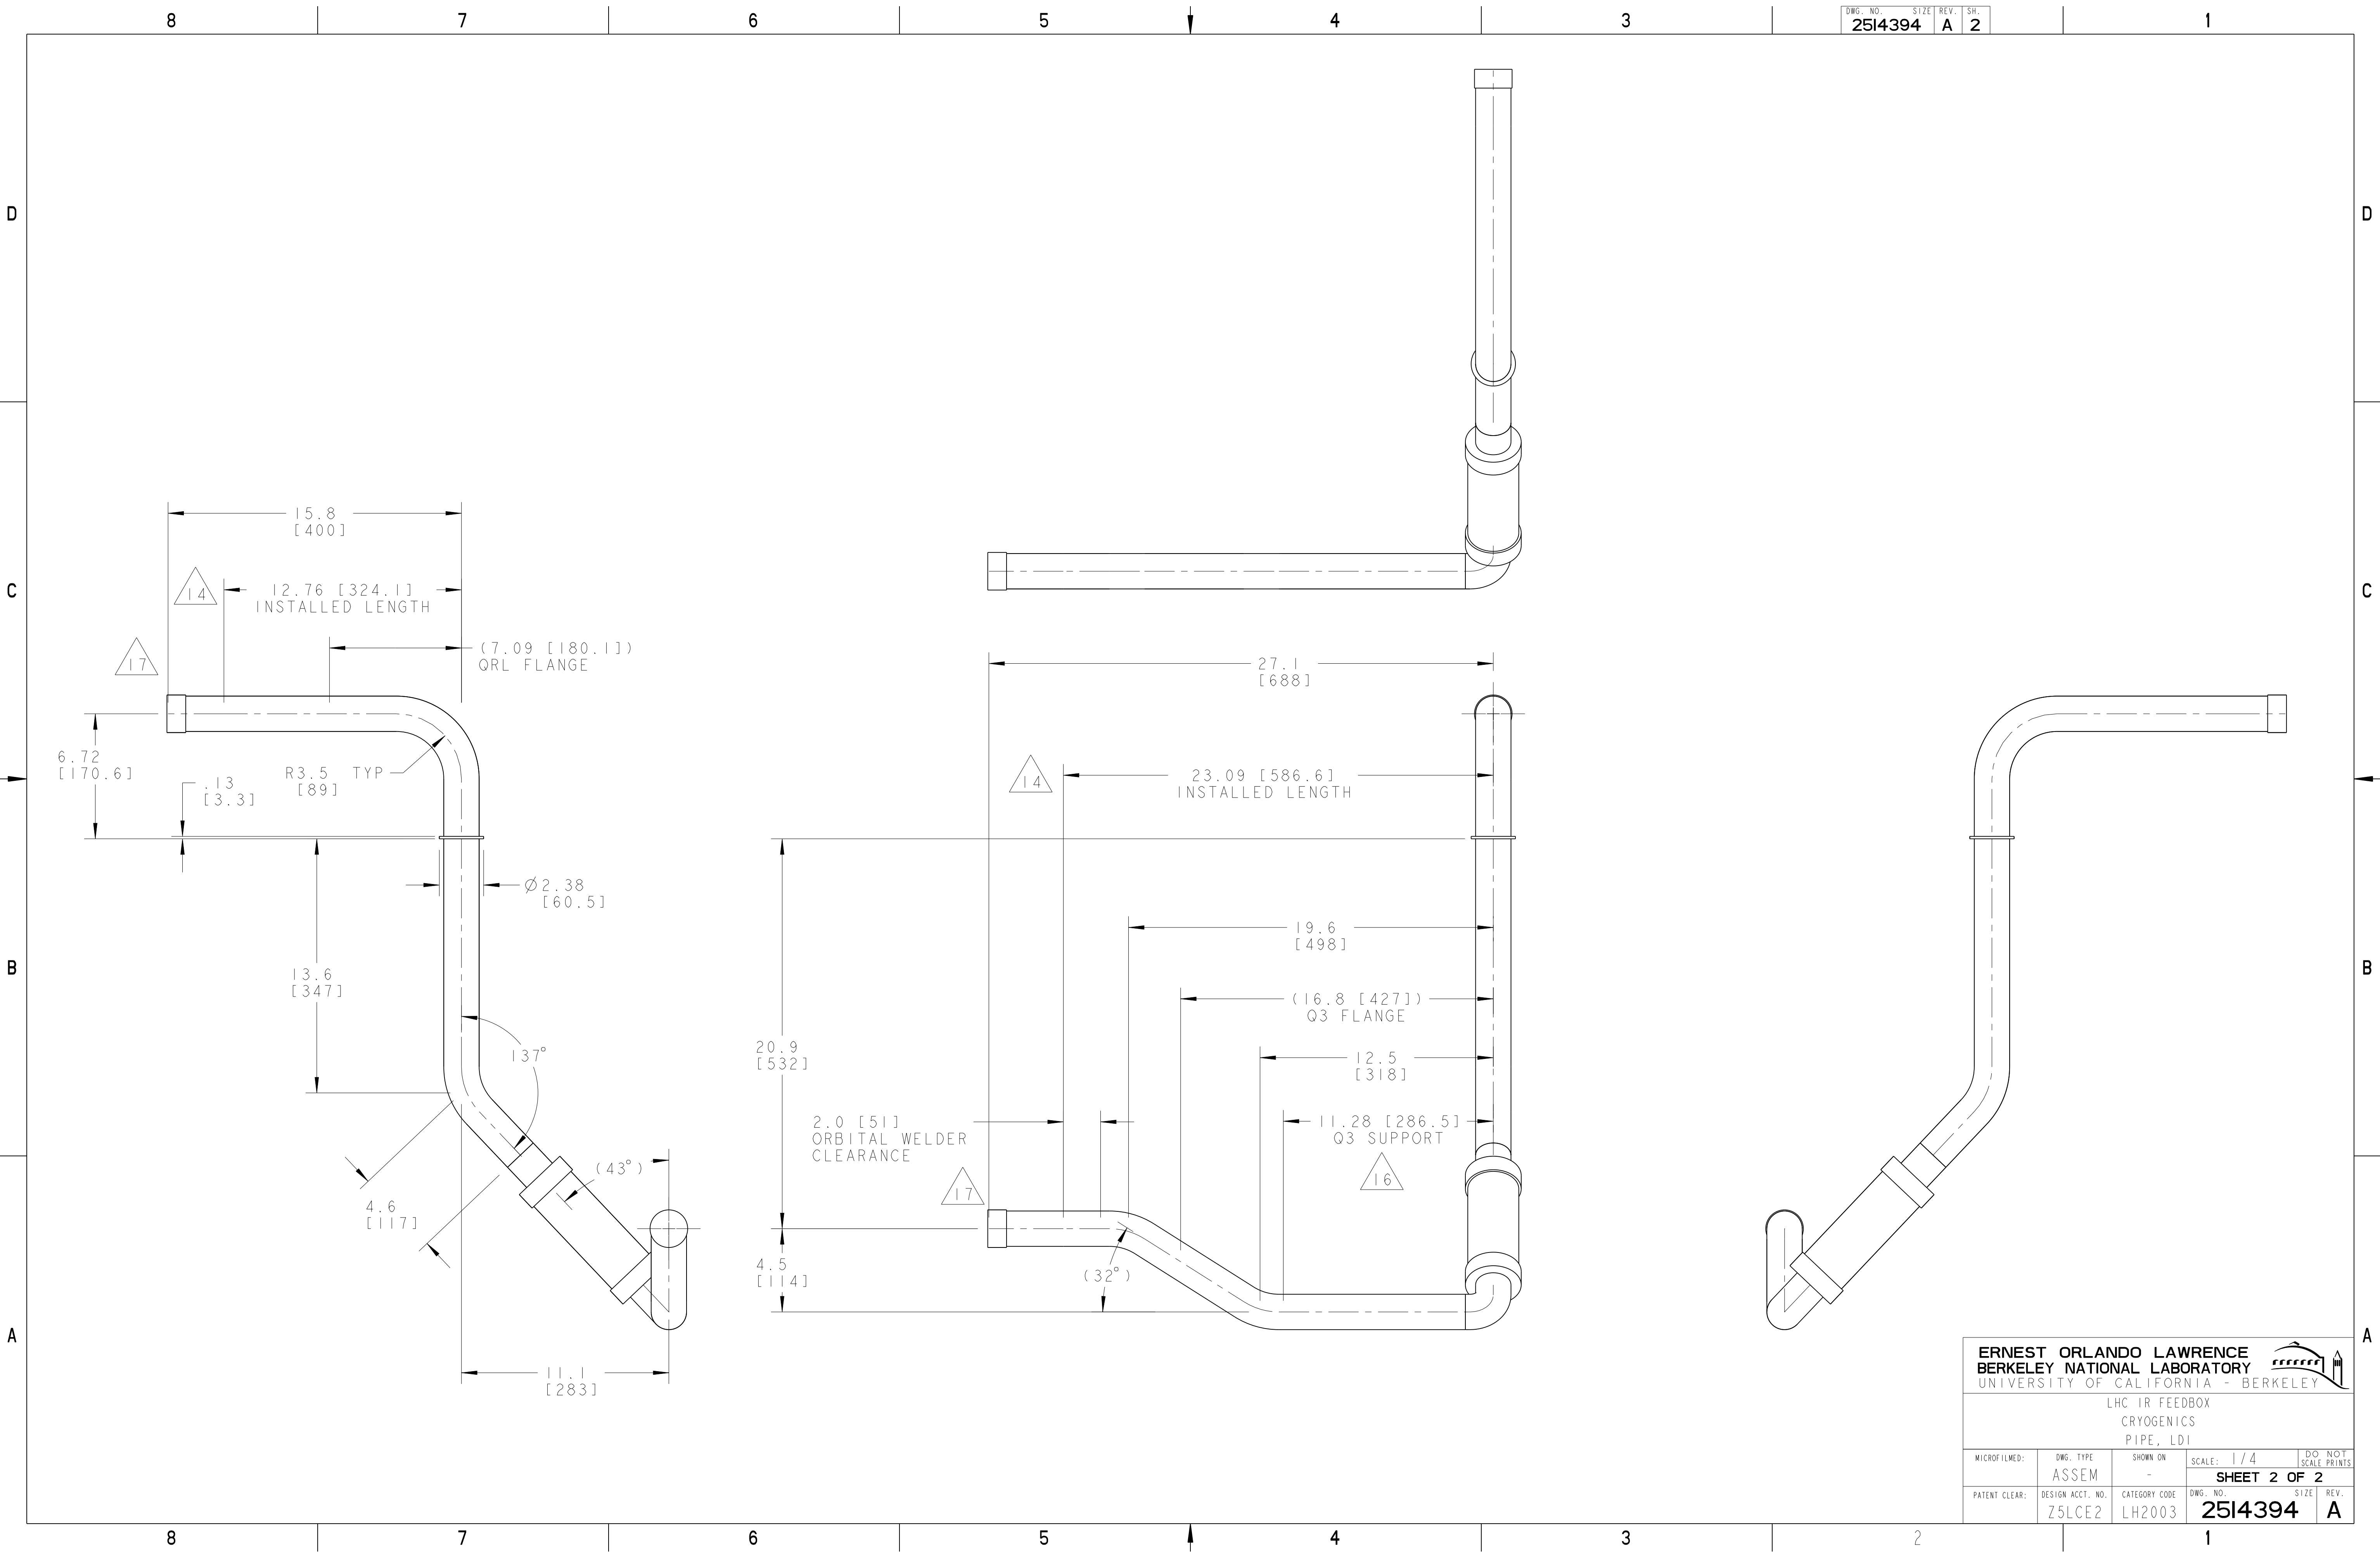 8 7 6 5 4 3 1
DWG. NO. SIZE REV. SH.
2514394 A 2
D D
15.8
[400]
14
12.76 [324.1]
INSTALLED LENGTH
C C
17
(7.09 [180.1])
QRL FLANGE
27.1
[688]
6.72
[170.6]
.13
[3.3]
R3.5 TYP
[89]
14
23.09 [586.6]
INSTALLED LENGTH
Ø2.38
[60.5]
19.6
[498]
B B
13.6
[347]
(16.8 [427])
Q3 FLANGE
137°
20.9
[532]
12.5
[318]
2.0 [51]
ORBITAL WELDER
CLEARANCE
11.28 [286.5]
Q3 SUPPORT
16
17
(43°)
4.6
[117]
4.5
[114]
(32°)
A A
11.1
[283]
ERNEST ORLANDO LAWRENCE
BERKELEY NATIONAL LABORATORY
UNIVERSITY OF CALIFORNIA - BERKELEY
LHC IR FEEDBOX
CRYOGENICS
PIPE, LD1
MICROFILMED: DWG. TYPE SHOWN ON SCALE: 1/4 DO NOT
SCALE PRINTS
ASSEM - SHEET 2 OF 2
PATENT CLEAR: DESIGN ACCT. NO. CATEGORY CODE DWG. NO. SIZE REV.
Z5LCE2 LH2003 2514394 A
8 7 6 5 4 3 2 1